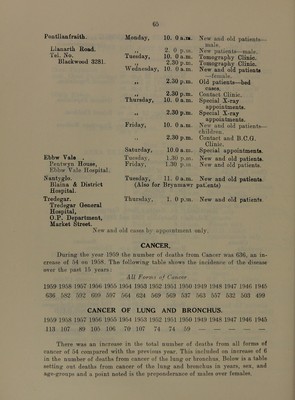 65
Pontllanfraith. Monday, 10. 0 a.m. New and old patients—male.
Llanarth Road. ,, 2. 0 p.m. New patients—male.
Tel. No. Tuesday, 10. 0 a.m. Tomography Clinic.
Blackwood 3281. ,, 2.30 p.m. Tomography Clinic.
Wednesday, 10. 0 a.m. New and old patients—female.
,, 2.30 p.m. Old patients—bed cases.
,, 2.30 p.m. Contact Clinic.
Thursday, 10. 0 a.m. Special X-ray appointments.
,, 2.30 p.m. Special X-ray appointments.
Friday, 10. 0 a.m. New and old patients—children.
,, 2.30 p.m. Contact and B.C.G. Clinic.
Saturday, 10.0 a.m. Special appointments.
Ebbw Vale . Tuesday, 1.30 p.m. New and old patients.
Pentwyn House, Friday, 1.30 p.m. New and old patients.
Ebbw Vale Hospital.
Nantyglo. Tuesday, 11. 0 a.m. New and old patients.
Blaina & District (Also for Brynmawr patients)
Hospital.
Tredegar. Thursday, 1. 0 p.m. New and old patients.
Tredegar General
Hospital,
O.P. Department,
Market Street.
New and old cases by appointment only.
CANCER.
During the year 1959 the number of deaths from Cancer was 636, an in-
crease of 54 on 1958. The following table shows the incidence of the disease
over the past 15 years:
All Forms of Cancer
1959 1958 1957 1956 1955 1954 1953 1952 1951 1950 1949 1948 1947 1946 1945
636 582 592 609 597 564 624 569 569 537 563 557 532 503 499
CANCER OF LUNG AND BRONCHUS.
1959 1958 1957 1956 1955 1954 1953 1952 1951 1950 1949 1948 1947 1946 1945
113 107 89 105 106 79 107 74 74 59 — — — — —
There was an increase in the total number of deaths from all forms of
cancer of 54 compared with the previous year. This included an increase of 6
in the number of deaths from cancer of the lung or bronchus. Below is a table
setting out deaths from cancer of the lung and bronchus in years, sex, and
age-groups and a point noted is the preponderance of males over females.